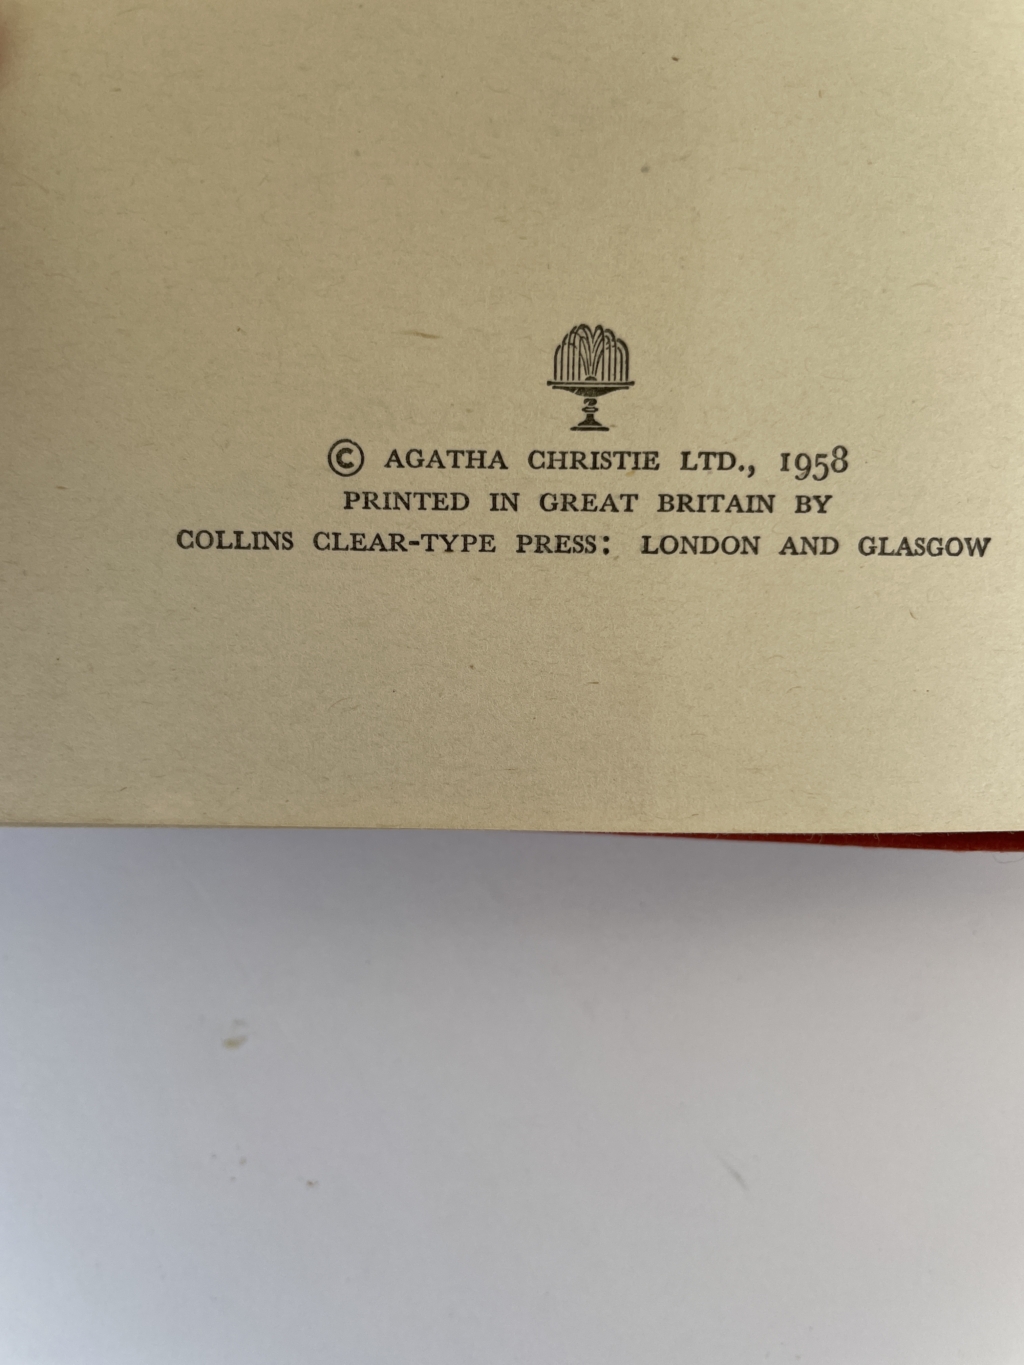 © AGATHA CHRISTIE LTD., 1958
PRINTED IN GREAT BRITAIN BY
COLLINS CLEAR-TYPE PRESS: LONDON AND GLASGOW